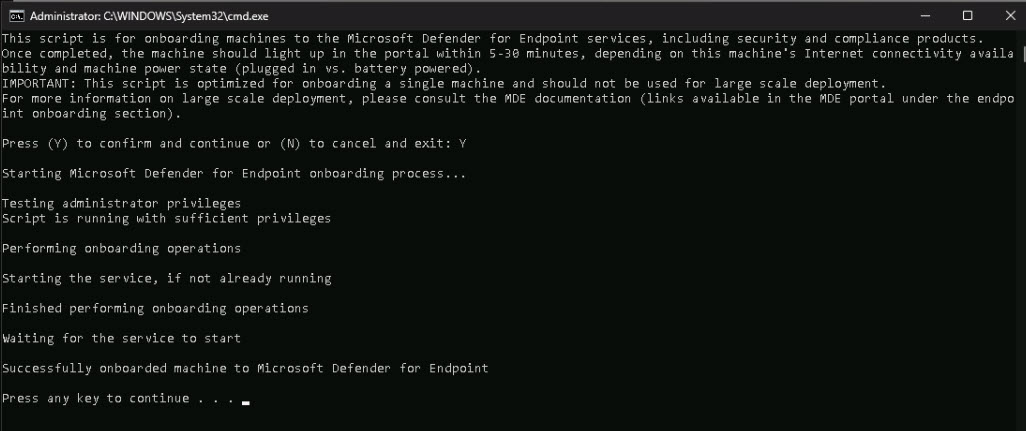 Administrator: C:\WINDOWS\System32\cmd.exe
This script is for onboarding machines to the Microsoft Defender for Endpoint services, including security and compliance products.
Once completed, the machine should light up in the portal within 5-30 minutes, depending on this machine's Internet connectivity availa
bility and machine power state (plugged in vs. battery powered).
IMPORTANT: This script is optimized for onboarding a single machine and should not be used for large scale deployment.
For more information on large scale deployment, please consult the MDE documentation (links available in the MDE portal under the endpo
int onboarding section).
Press (Y) to confirm and continue or (N) to cancel and exit: Y
Starting Microsoft Defender for Endpoint onboarding process...
Testing administrator privileges
Script is running with sufficient privileges
Performing onboarding operations
Starting the service, if not already running
Finished performing onboarding operations
Waiting for the service to start
Successfully onboarded machine to Microsoft Defender for Endpoint
Press any key to continue . . .